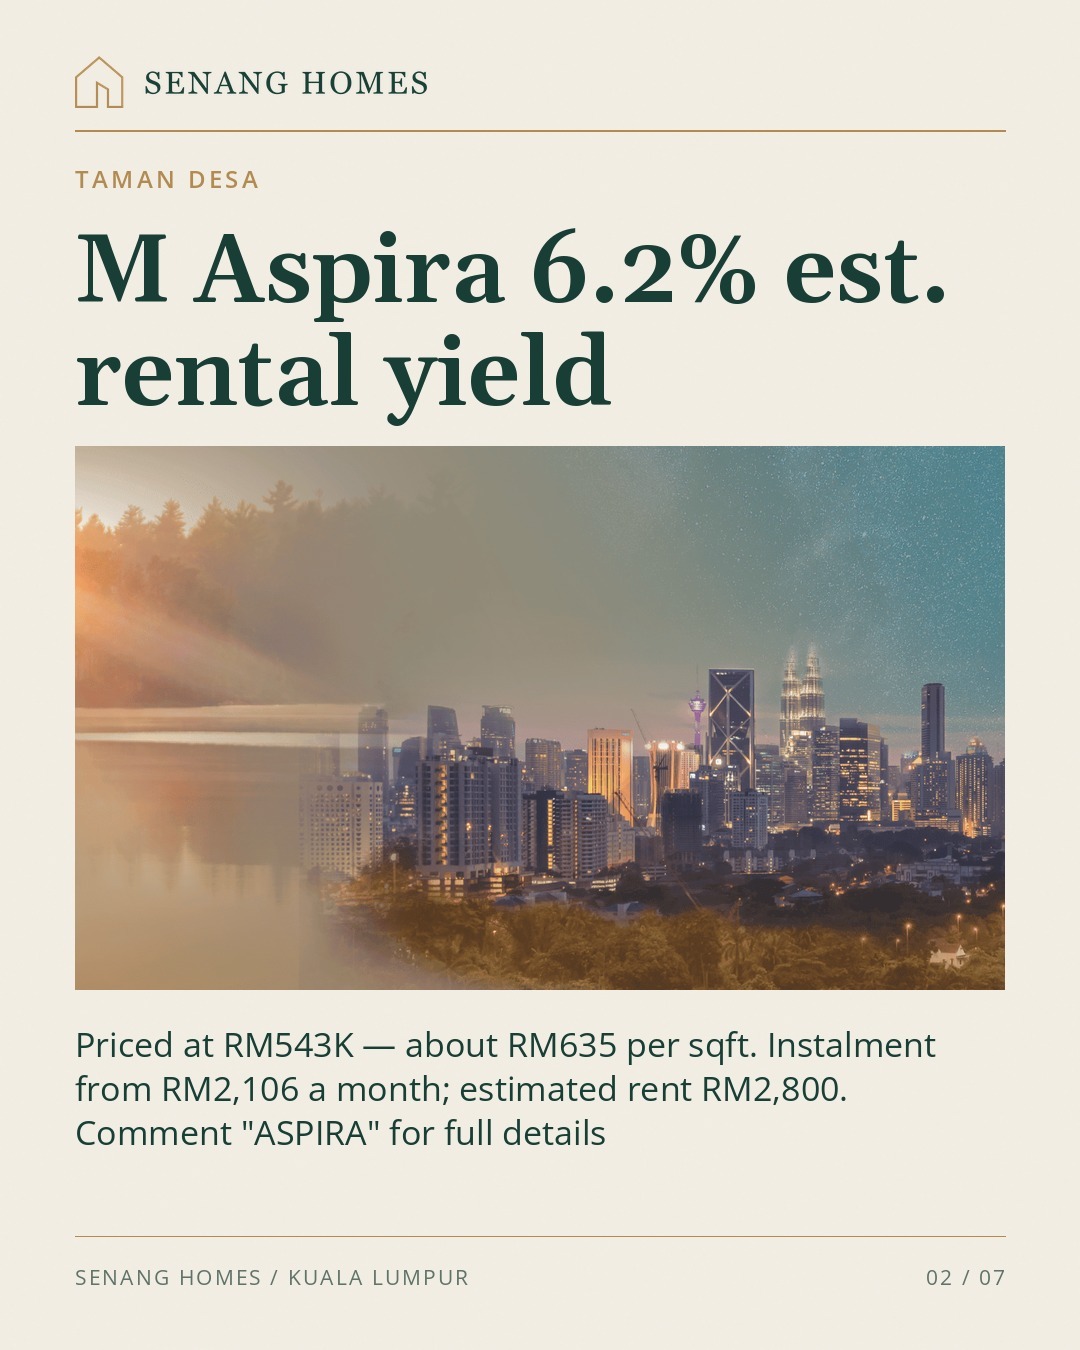 SENANG HOMES
TAMAN DESA
M Aspira 6.2% est.
rental yield
Priced at RM543K — about RM635 per sqft. Instalment
from RM2,106 a month; estimated rent RM2,800.
Comment "ASPIRA" for full details
SENANG HOMES / KUALA LUMPUR
02 / 07